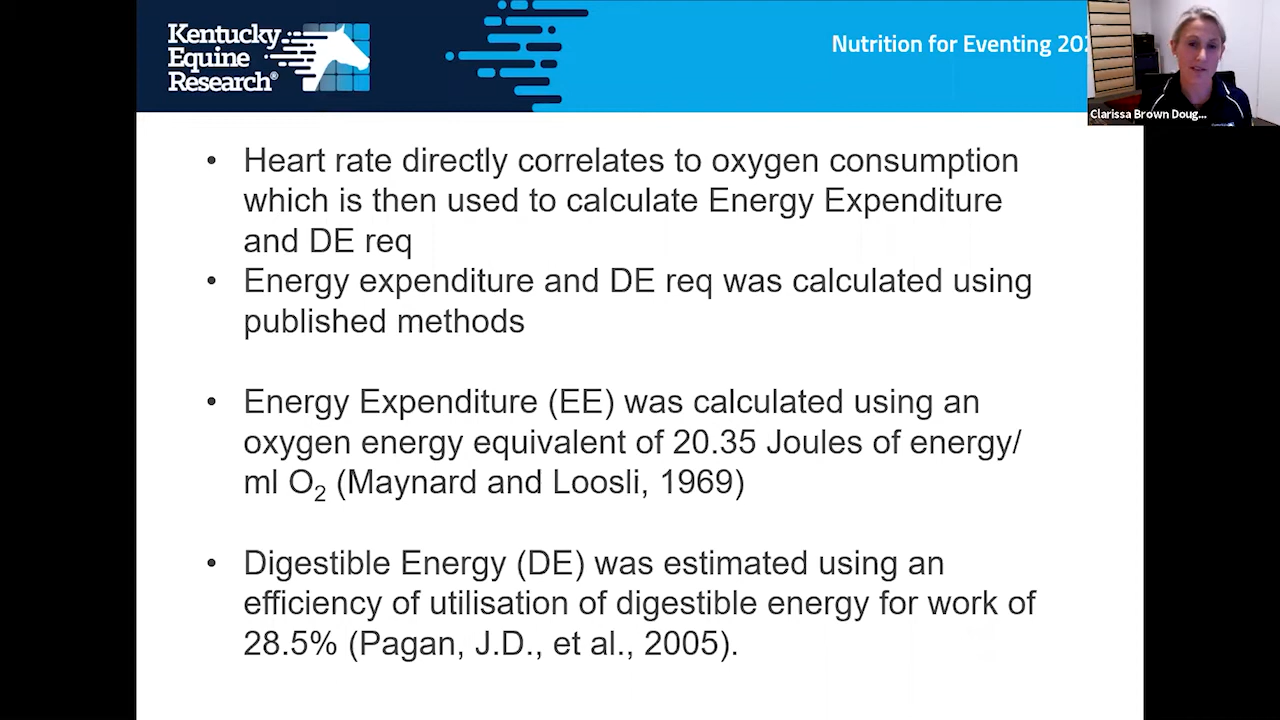 Kentucky
Equine
Research®
Nutrition for Eventing
Clarissa Brown Doug...
• Heart rate directly correlates to oxygen consumption
which is then used to calculate Energy Expenditure
and DE req
• Energy expenditure and DE req was calculated using
published methods
• Energy Expenditure (EE) was calculated using an
oxygen energy equivalent of 20.35 Joules of energy/
ml O₂ (Maynard and Loosli, 1969)
• Digestible Energy (DE) was estimated using an
efficiency of utilisation of digestible energy for work of
28.5% (Pagan, J.D., et al., 2005).